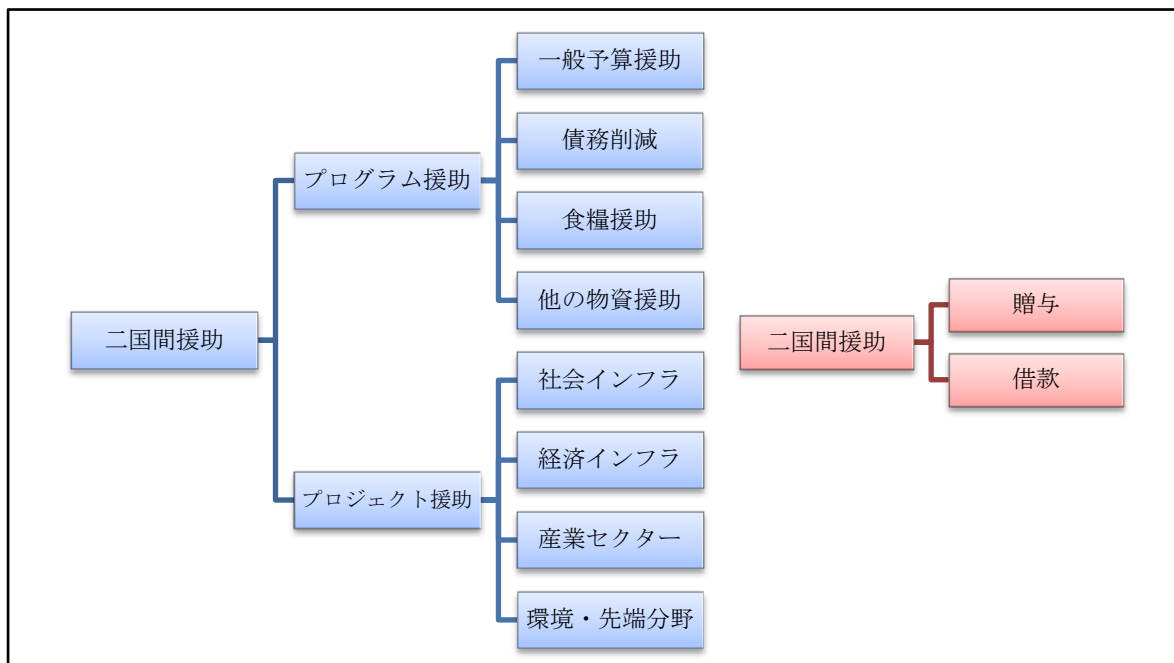 二国間援助
プログラム援助
一般予算援助
債務削減
食糧援助
他の物資援助
プロジェクト援助
社会インフラ
経済インフラ
産業セクター
環境・先端分野
二国間援助
贈与
借款